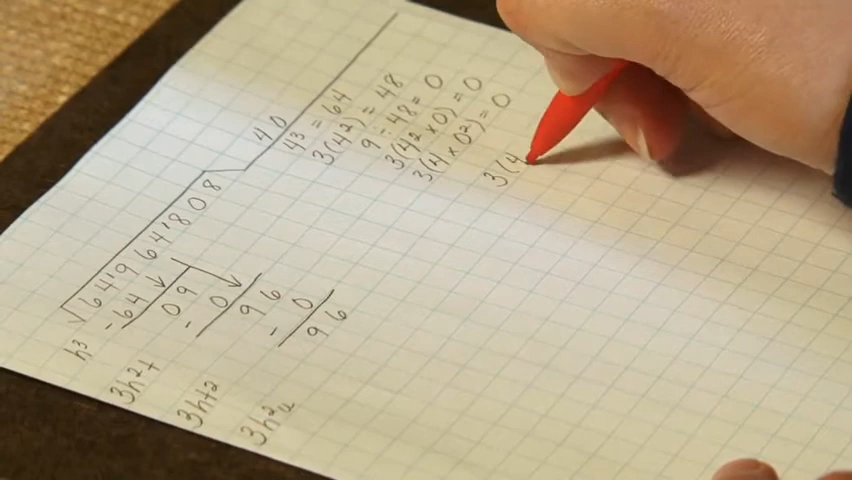 40
√64'964'808
h³ -64
09
3h²t - 0
96
3ht² - 0
96
3h²u
4³ = 64
3(4²) = 48
9 ÷ 48 = 0
3(4² × 0) = 0
3(4 × 0²) = 0
3(4